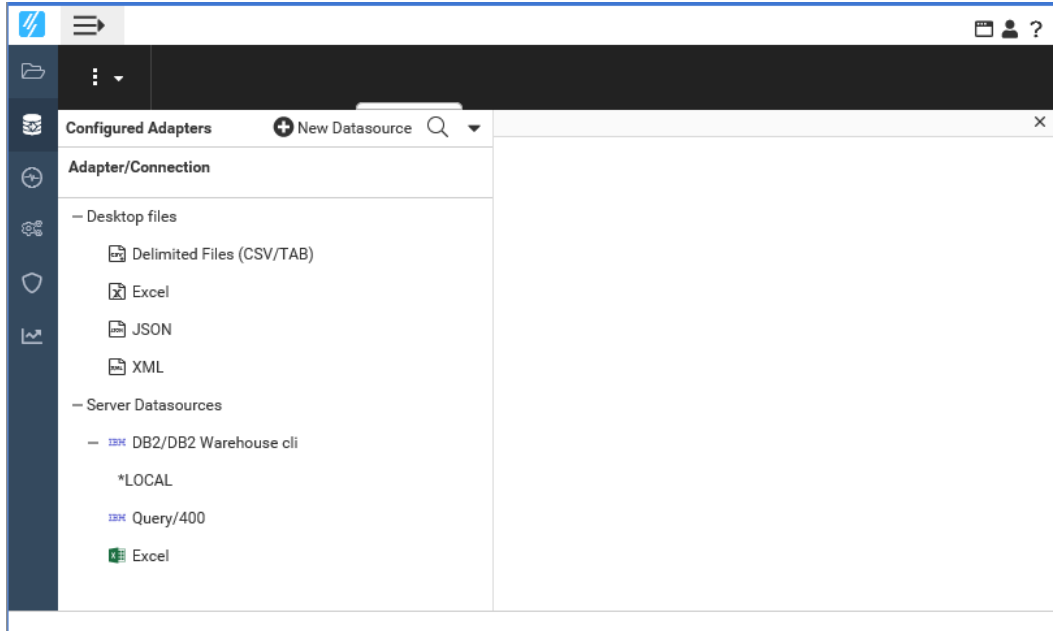 ?
Configured Adapters New Datasource
Adapter/Connection
Desktop files
Delimited Files (CSV/TAB)
Excel
JSON
XML
Server Datasources
IBM DB2/DB2 Warehouse cli
*LOCAL
IBM Query/400
Excel